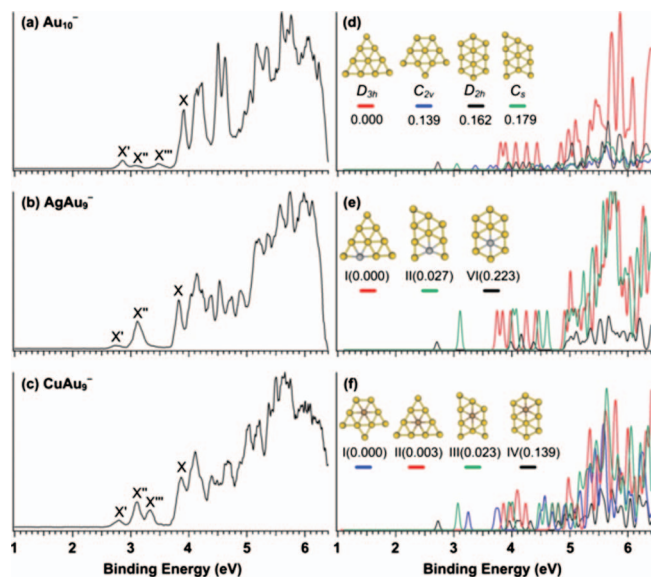 (a) Au10−
X' X" X''' X
(b) AgAu9−
X' X" X
(c) CuAu9−
X' X" X''' X
1 2 3 4 5 6
Binding Energy (eV)
(d)
D3h C2v D2h Cs
0.000 0.139 0.162 0.179
(e)
I(0.000) II(0.027) VI(0.223)
(f)
I(0.000) II(0.003) III(0.023) IV(0.139)
1 2 3 4 5 6
Binding Energy (eV)